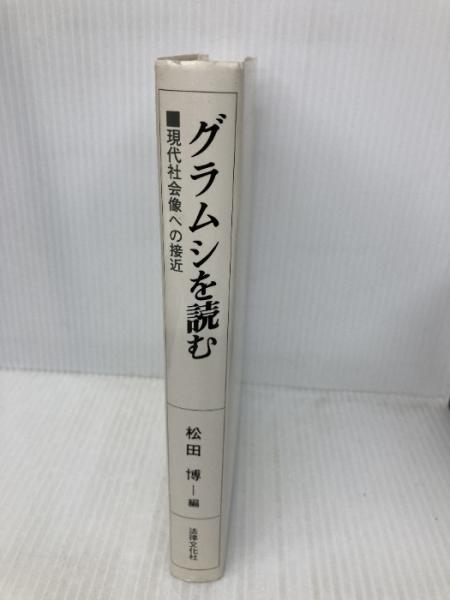 グラムシを読む
■現代社会像への接近
松田 博―編
法律文化社